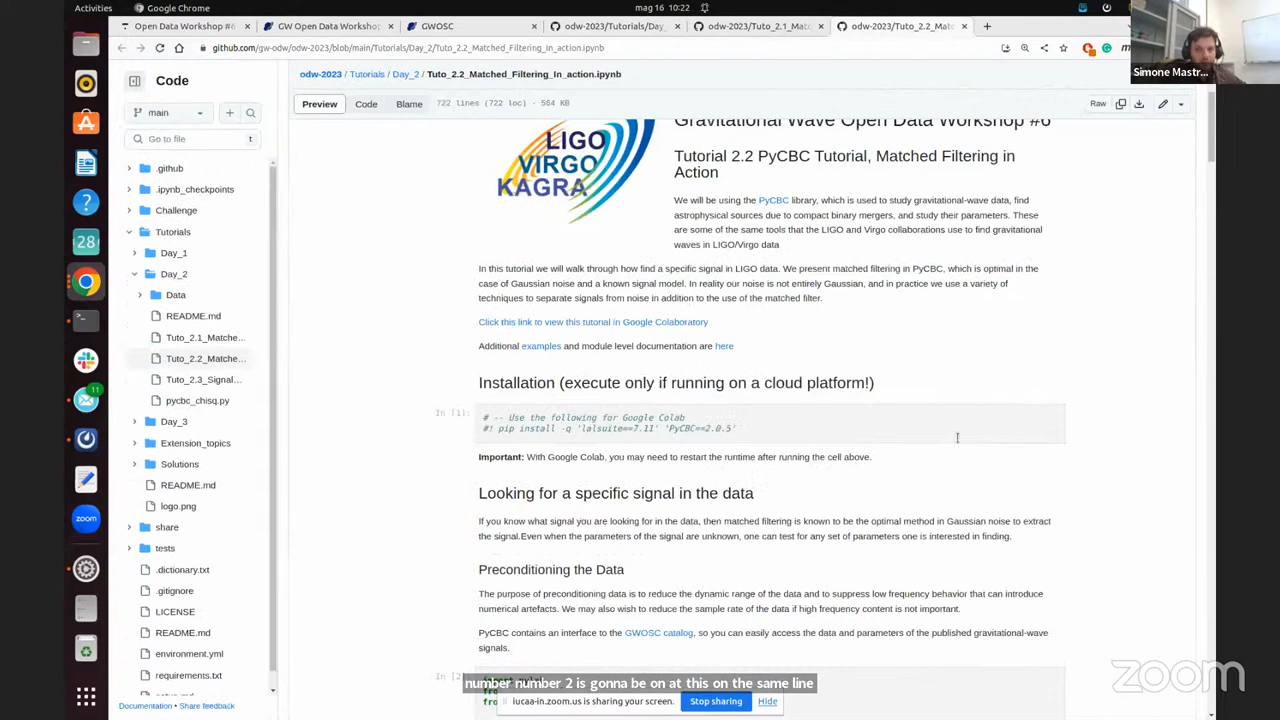 Activities
Google Chrome
mag 16 10:22
Open Data Workshop #6
GW Open Data Worksho
GWOSC
odw-2023/Tutorials/Day_
odw-2023/Tuto_2.1_Mat
odw-2023/Tuto_2.2_Matche
github.com/gw-odw/odw-2023/blob/main/Tutorials/Day_2/Tuto_2.2_Matched_Filtering_In_action.ipynb
Simone Mastr...
Code
odw-2023 / Tutorials / Day_2 / Tuto_2.2_Matched_Filtering_In_action.ipynb
main
Preview
Code
Blame
722 lines (722 loc) · 564 KB
Raw
Go to file
t
.github
.ipynb_checkpoints
Challenge
Tutorials
Day_1
Day_2
Data
README.md
Tuto_2.1_Matche...
Tuto_2.2_Matche...
Tuto_2.3_Signal...
pycbc_chisq.py
Day_3
Extension_topics
Solutions
README.md
logo.png
share
tests
.dictionary.txt
.gitignore
LICENSE
README.md
environment.yml
requirements.txt
Documentation · Share feedback
28
11
zoom
LIGO
VIRGO
KAGRA
Gravitational Wave Open Data Workshop #6
Tutorial 2.2 PyCBC Tutorial, Matched Filtering in
Action
We will be using the PyCBC library, which is used to study gravitational-wave data, find
astrophysical sources due to compact binary mergers, and study their parameters. These
are some of the same tools that the LIGO and Virgo collaborations use to find gravitational
waves in LIGO/Virgo data
In this tutorial we will walk through how find a specific signal in LIGO data. We present matched filtering in PyCBC, which is optimal in the
case of Gaussian noise and a known signal model. In reality our noise is not entirely Gaussian, and in practice we use a variety of
techniques to separate signals from noise in addition to the use of the matched filter.
Click this link to view this tutorial in Google Colaboratory
Additional examples and module level documentation are here
Installation (execute only if running on a cloud platform!)
In [1]:
# -- Use the following for Google Colab
#! pip install -q 'lalsuite==7.11' 'PyCBC==2.0.5'
Important: With Google Colab, you may need to restart the runtime after running the cell above.
Looking for a specific signal in the data
If you know what signal you are looking for in the data, then matched filtering is known to be the optimal method in Gaussian noise to extract
the signal.Even when the parameters of the signal are unknown, one can test for any set of parameters one is interested in finding.
Preconditioning the Data
The purpose of preconditioning data is to reduce the dynamic range of the data and to suppress low frequency behavior that can introduce
numerical artefacts. We may also wish to reduce the sample rate of the data if high frequency content is not important.
PyCBC contains an interface to the GWOSC catalog, so you can easily access the data and parameters of the published gravitational-wave
signals.
number number 2 is gonna be on at this on the same line
iucaa-in.zoom.us is sharing your screen.
Stop sharing
Hide
zoom